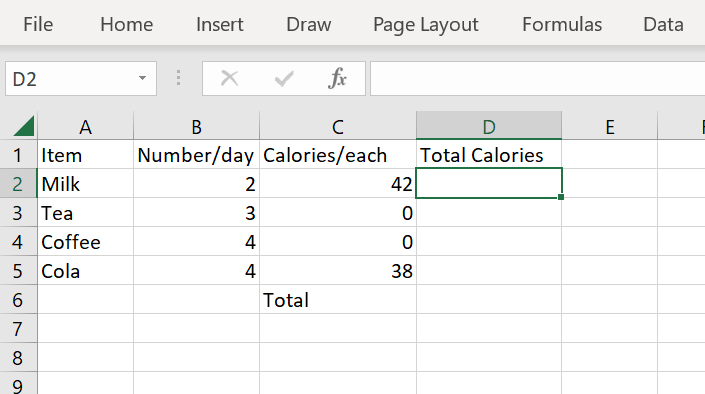 File Home Insert Draw Page Layout Formulas Data
D2 fx
A B C D E
1 Item Number/day Calories/each Total Calories
2 Milk 2 42
3 Tea 3 0
4 Coffee 4 0
5 Cola 4 38
6 Total
7
8
9